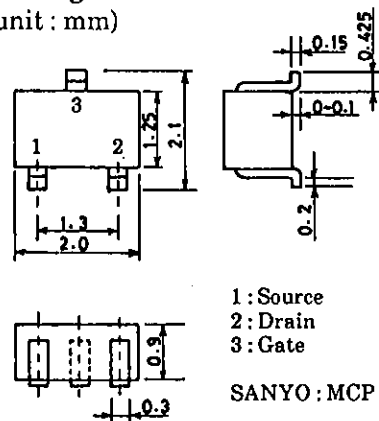 unit : mm)
0.15
0.425
3
1
2
1.25
2.1
0~0.1
1.3
2.0
0.2
0.9
0.3
1 : Source
2 : Drain
3 : Gate
SANYO : MCP